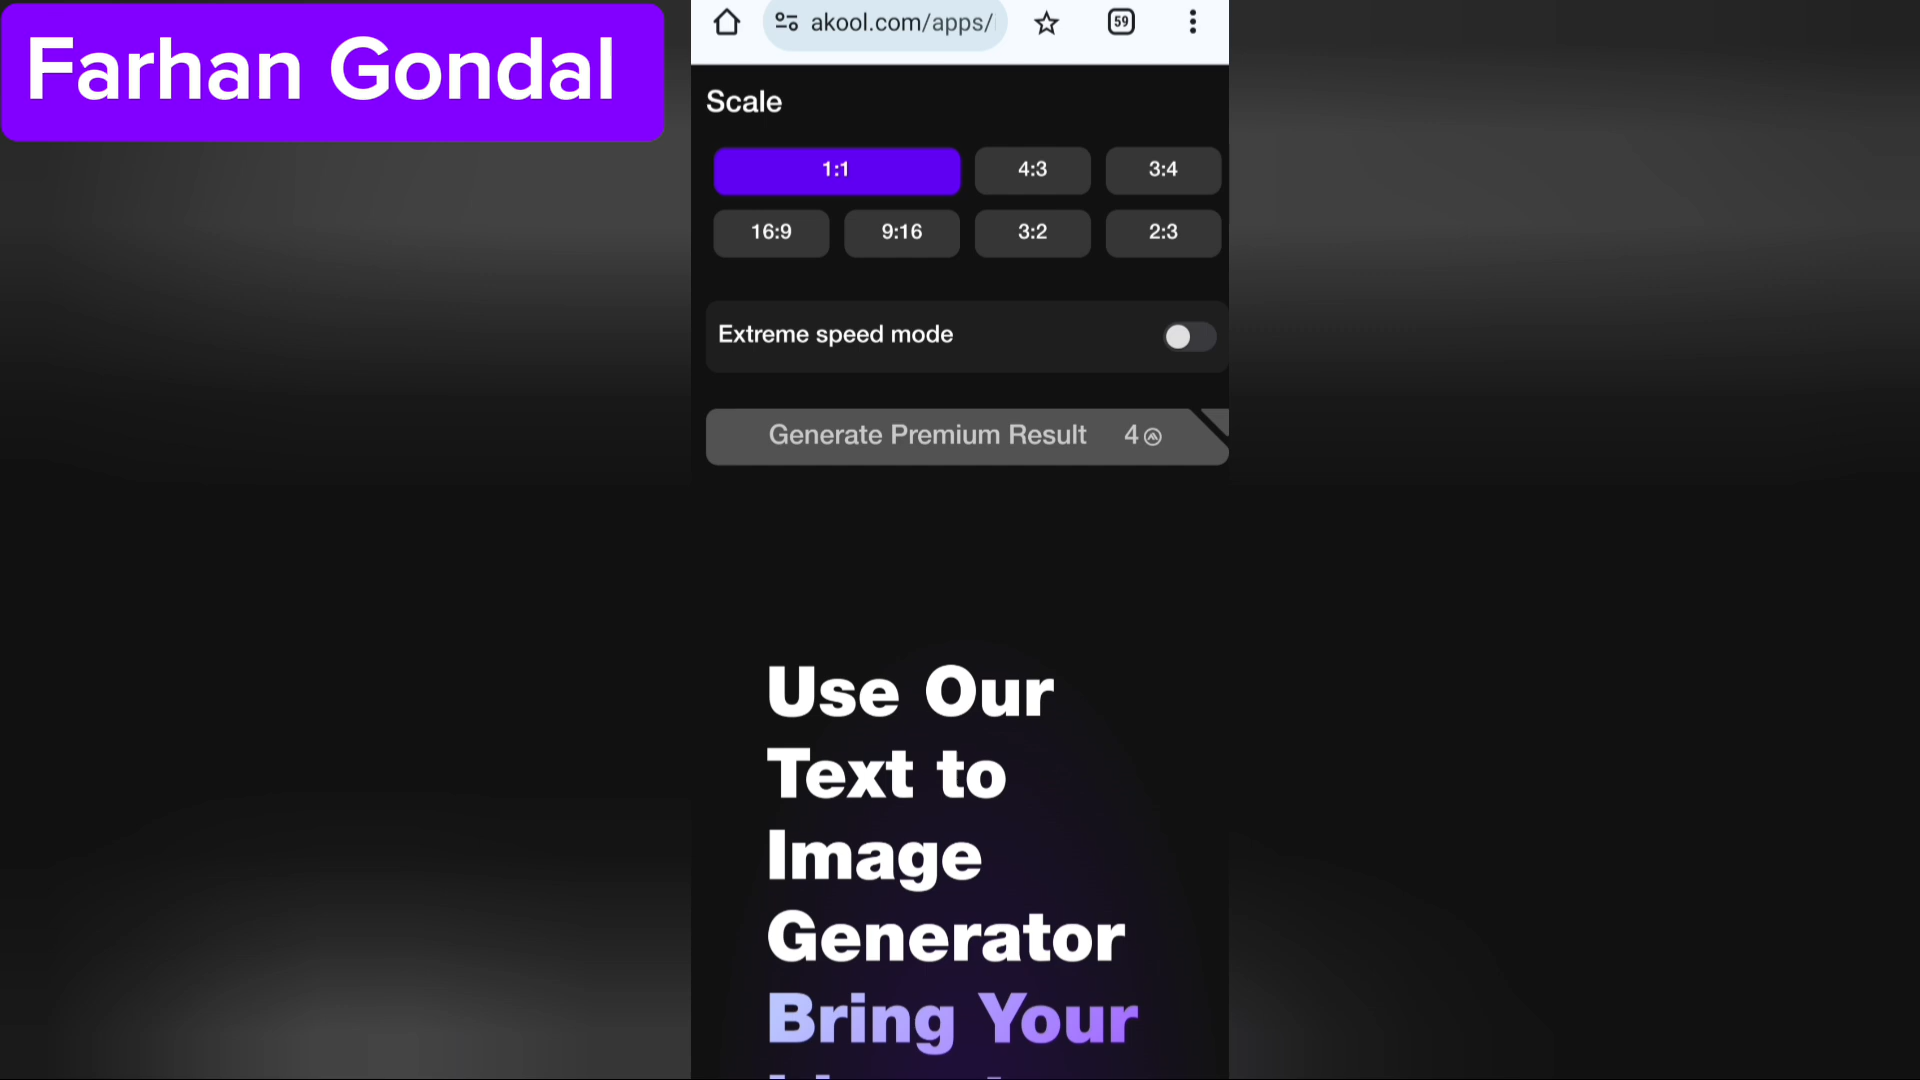 Farhan Gondal
akool.com/apps/
59
Scale
1:1
4:3
3:4
16:9
9:16
3:2
2:3
Extreme speed mode
Generate Premium Result 4
Use Our
Text to
Image
Generator
Bring Your